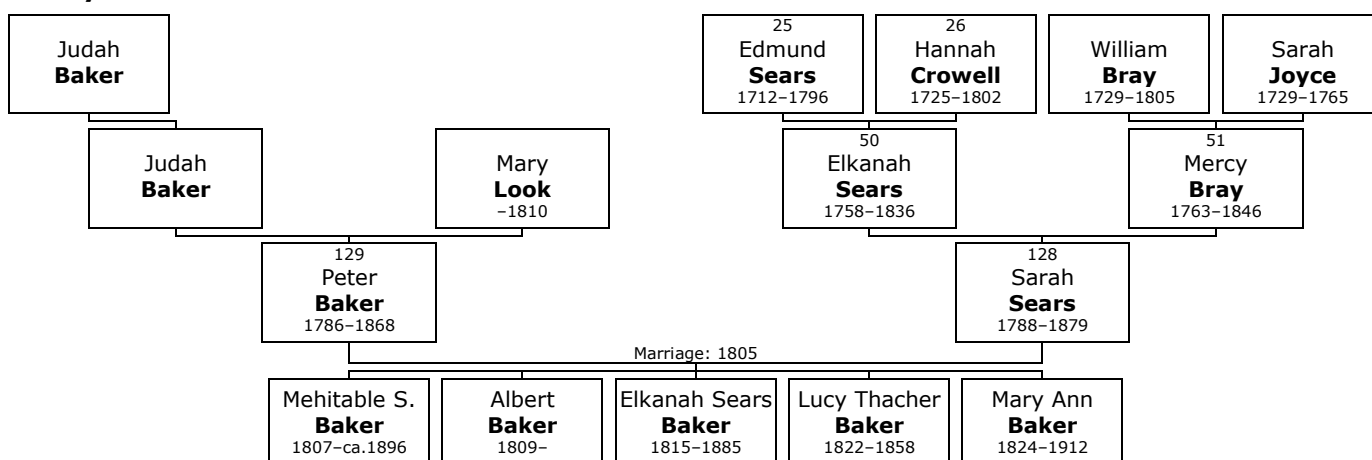 Judah
Baker
25
Edmund
Sears
1712–1796
26
Hannah
Crowell
1725–1802
William
Bray
1729–1805
Sarah
Joyce
1729–1765
Judah
Baker
Mary
Look
–1810
50
Elkanah
Sears
1758–1836
51
Mercy
Bray
1763–1846
129
Peter
Baker
1786–1868
128
Sarah
Sears
1788–1879
Marriage: 1805
Mehitable S.
Baker
1807–ca.1896
Albert
Baker
1809–
Elkanah Sears
Baker
1815–1885
Lucy Thacher
Baker
1822–1858
Mary Ann
Baker
1824–1912